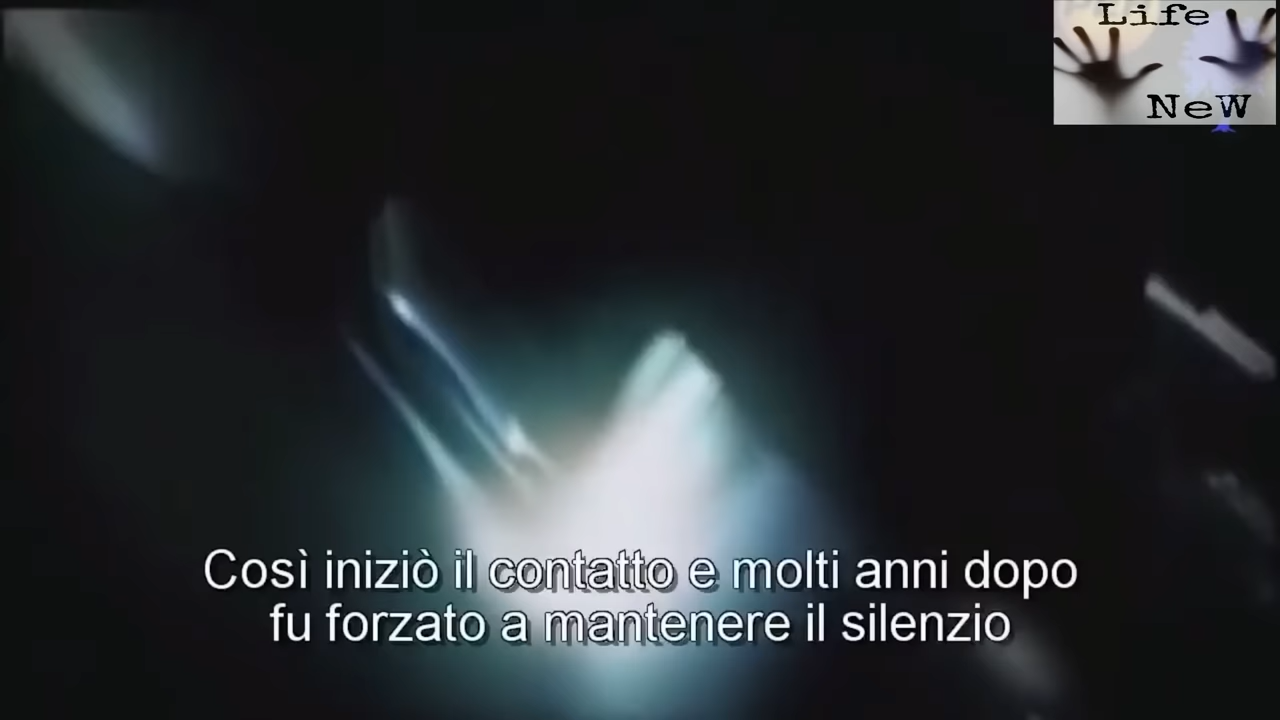 Life
NeW
Così iniziò il contatto e molti anni dopo
fu forzato a mantenere il silenzio